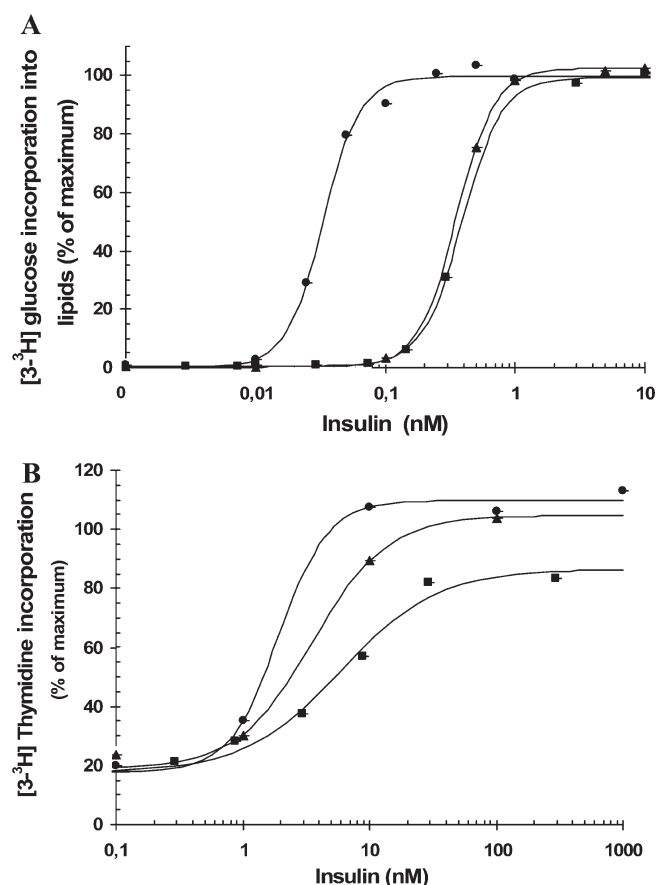 A
[3-³H] glucose incorporation into
lipids (% of maximum)
100
80
60
40
20
0
0 0,01 0,1 1 10
Insulin (nM)
B
[3-³H] Thymidine incorporation
(% of maximum)
120
100
80
60
40
20
0
0,1 1 10 100 1000
Insulin (nM)